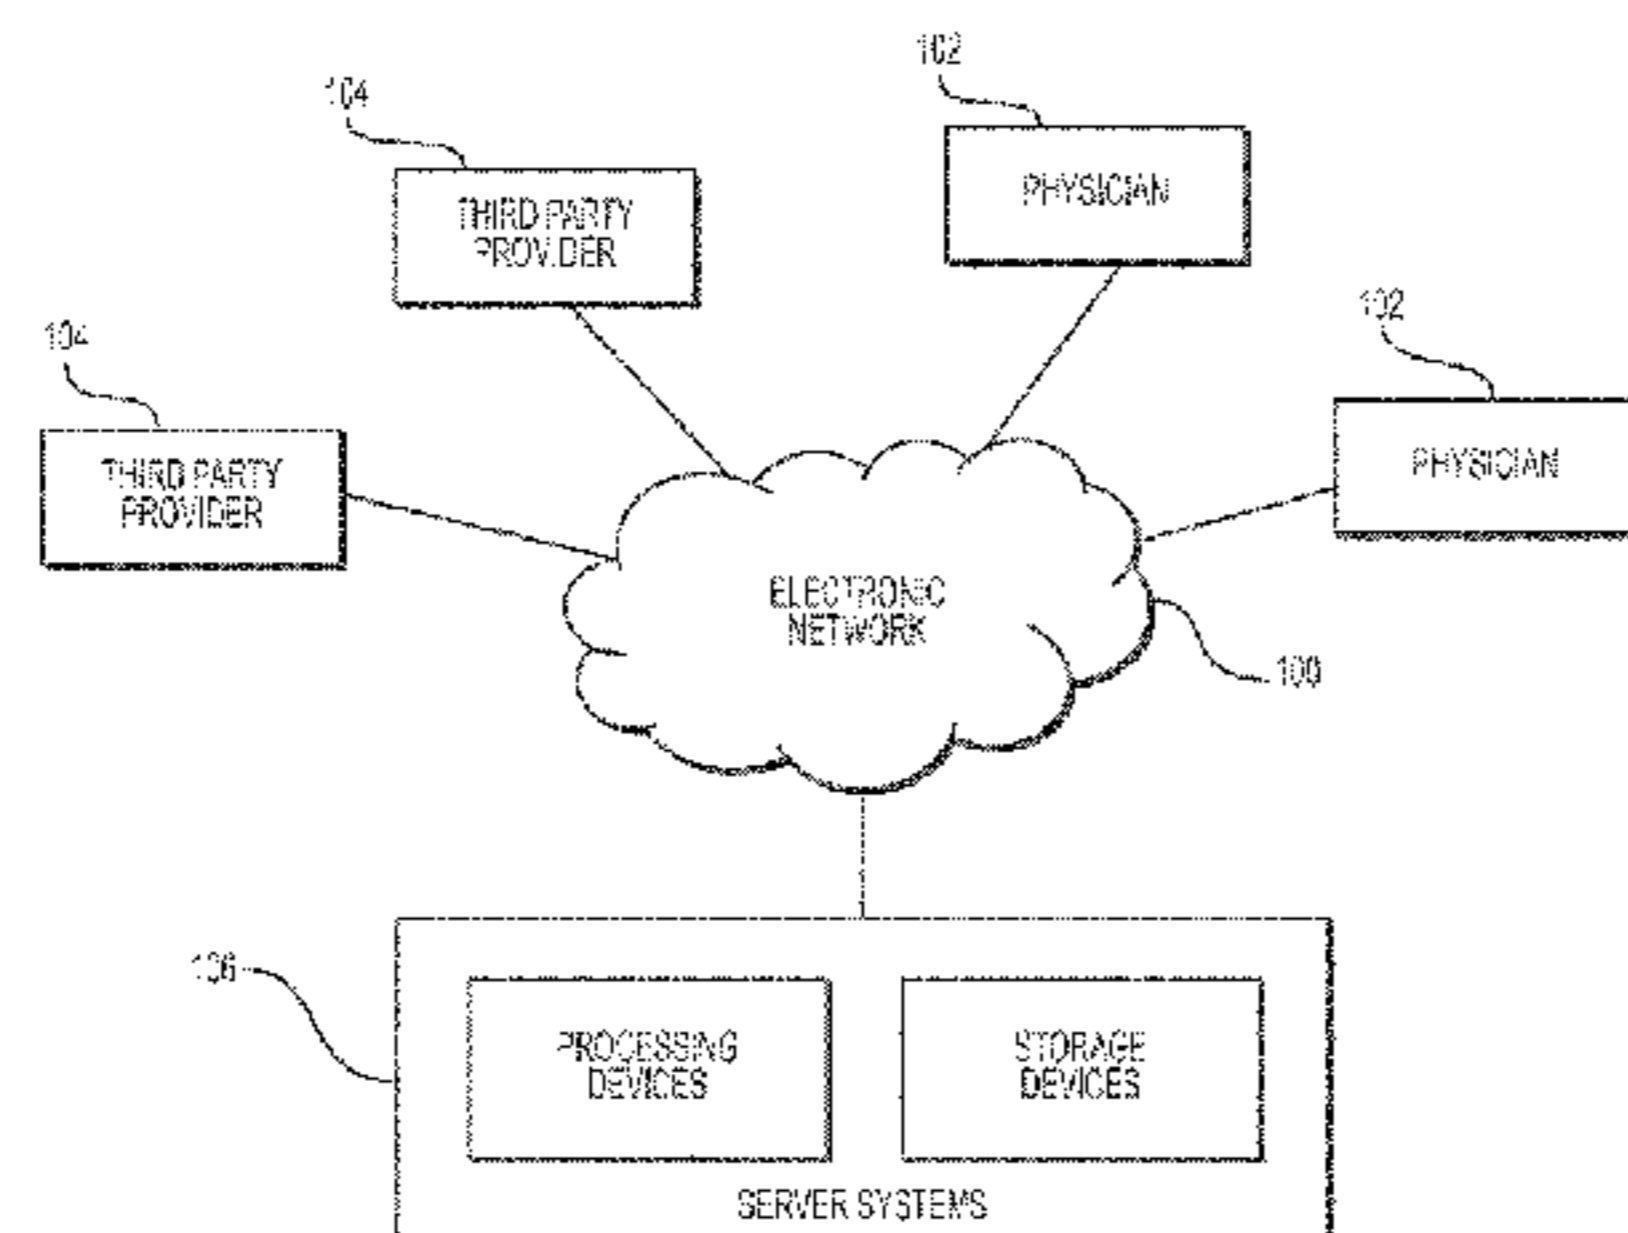 102
104
PHYSICIAN
THIRD PARTY
PROVIDER
102
104
PHYSICIAN
THIRD PARTY
PROVIDER
ELECTRONIC
NETWORK
100
106
PROCESSING
DEVICES
STORAGE
DEVICES
SERVER SYSTEMS